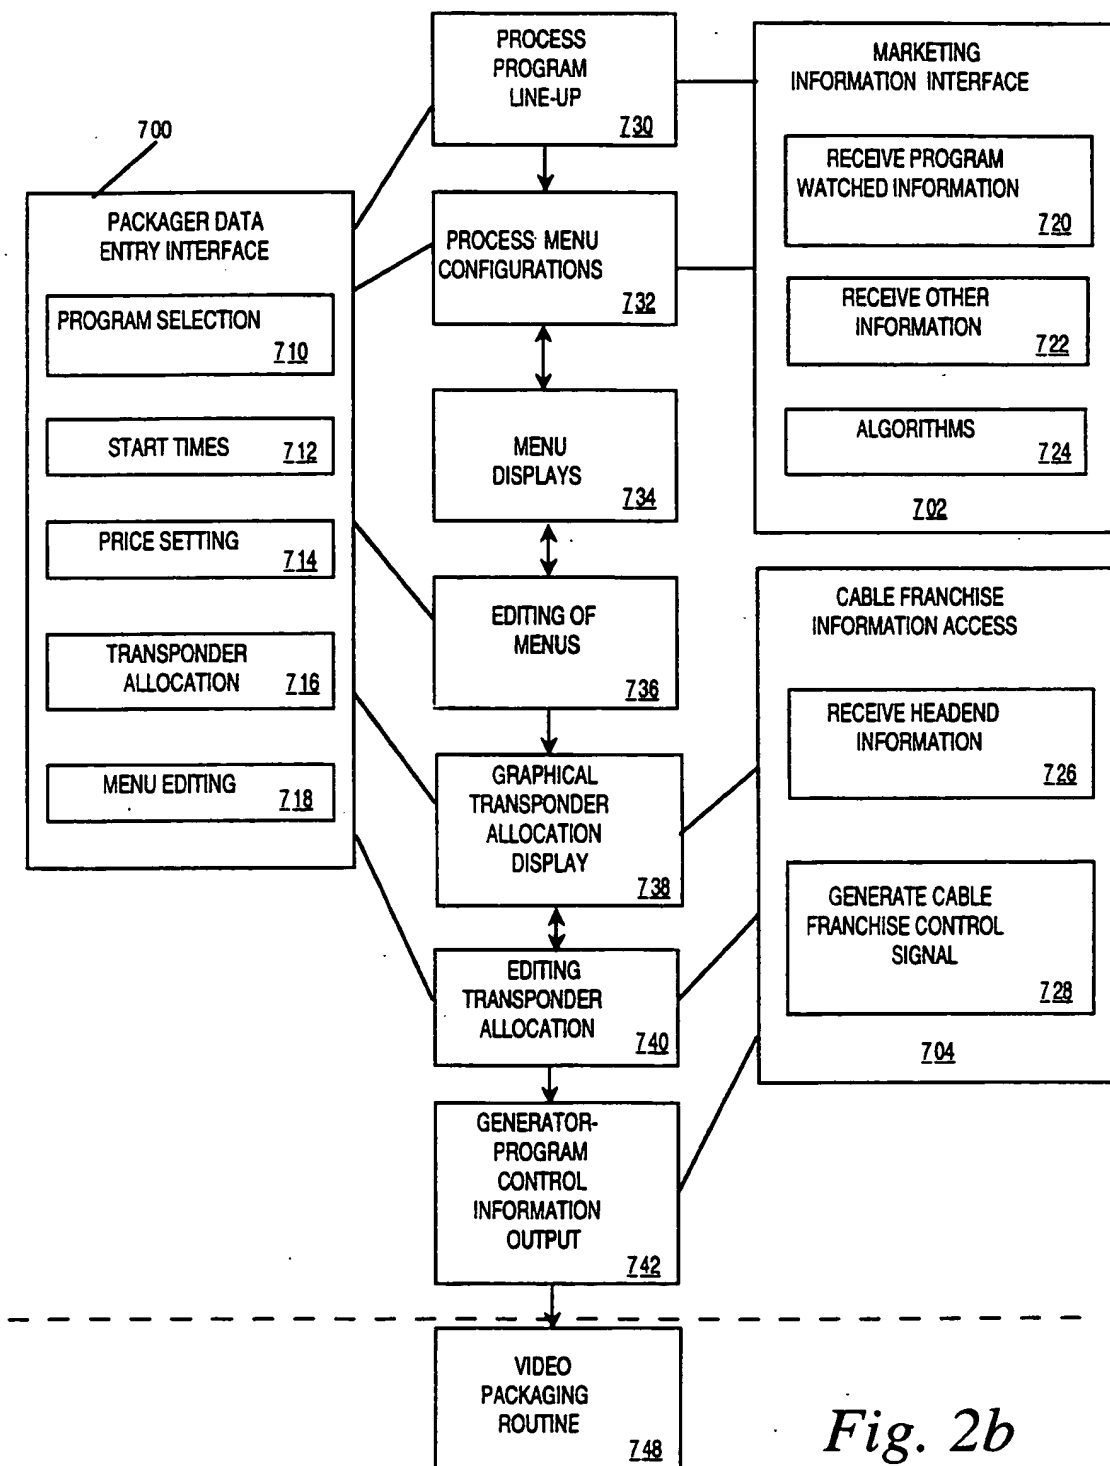 PROCESS
PROGRAM
LINE-UP
730
MARKETING
INFORMATION INTERFACE
RECEIVE PROGRAM
WATCHED INFORMATION
720
RECEIVE OTHER
INFORMATION
722
ALGORITHMS
724
702
700
PACKAGER DATA
ENTRY INTERFACE
PROGRAM SELECTION
710
START TIMES
712
PRICE SETTING
714
TRANSPONDER
ALLOCATION
716
MENU EDITING
718
PROCESS MENU
CONFIGURATIONS
732
MENU
DISPLAYS
734
EDITING OF
MENUS
736
GRAPHICAL
TRANSPONDER
ALLOCATION
DISPLAY
738
EDITING
TRANSPONDER
ALLOCATION
740
GENERATOR-
PROGRAM
CONTROL
INFORMATION
OUTPUT
742
CABLE FRANCHISE
INFORMATION ACCESS
RECEIVE HEADEND
INFORMATION
726
GENERATE CABLE
FRANCHISE CONTROL
SIGNAL
728
704
VIDEO
PACKAGING
ROUTINE
748
Fig. 2b